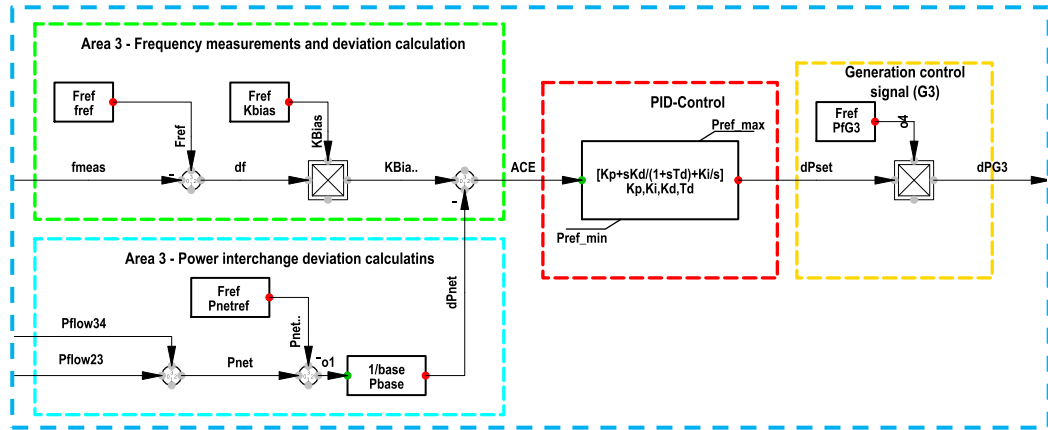 Area 3 - Frequency measurements and deviation calculation
Fref
fref
Fref
Kbias
Fref
KBias
fmeas
-
df
KBia..
-
ACE
PID-Control
Pref_max
[Kp+sKd/(1+sTd)+Ki/s]
Kp,Ki,Kd,Td
Pref_min
Generation control
signal (G3)
Fref
PfG3
o4
dPset
dPG3
Area 3 - Power interchange deviation calculatins
Fref
Pnetref
Pnet..
dPnet
Pflow34
Pflow23
Pnet
-
o1
1/base
Pbase